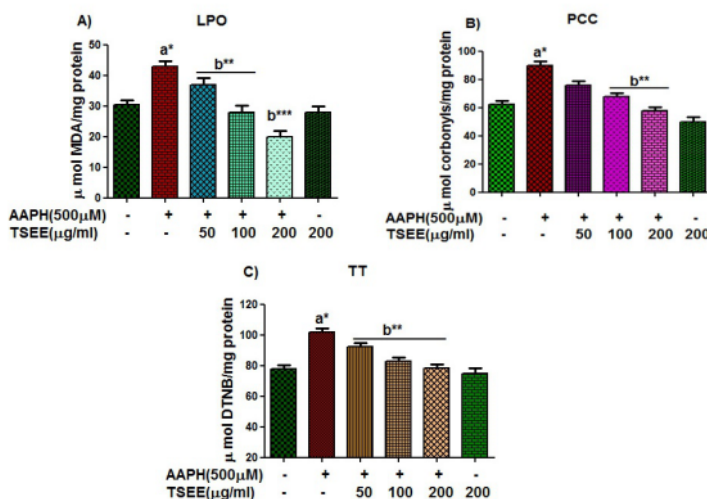 A) LPO
μ mol MDA/mg protein
50
40
30
20
10
a*
b**
b***
AAPH(500μM) - + + + + -
TSEE(μg/ml) - - 50 100 200 200
B) PCC
μ mol corbonyls/mg protein
100
80
60
40
20
0
a*
b**
AAPH(500μM) - + + + + -
TSEE(μg/ml) - - 50 100 200 200
C) TT
μ mol DTNB/mg protein
120
100
80
60
40
20
a*
b**
AAPH(500μM) - + + + + -
TSEE(μg/ml) - - 50 100 200 200